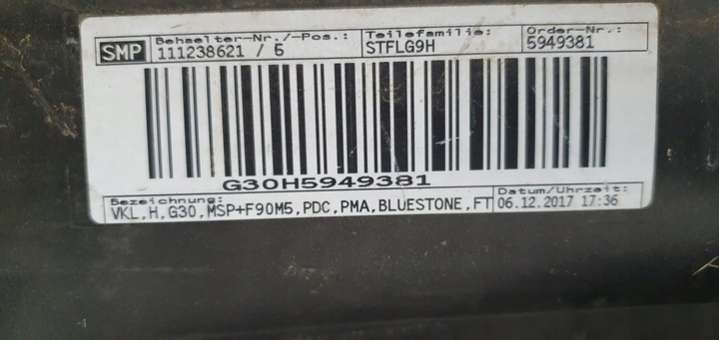 SMP
Behaelter-Nr./-Pos.: Teilefamilie: Order-Nr.:
111238621 / 5 STFLG9H 5949381
G30H5949381
Bezeichnung: Datum/Uhrzeit:
VKL,H,G30,MSP+F90M5,PDC,PMA,BLUESTONE,FT 06.12.2017 17:36